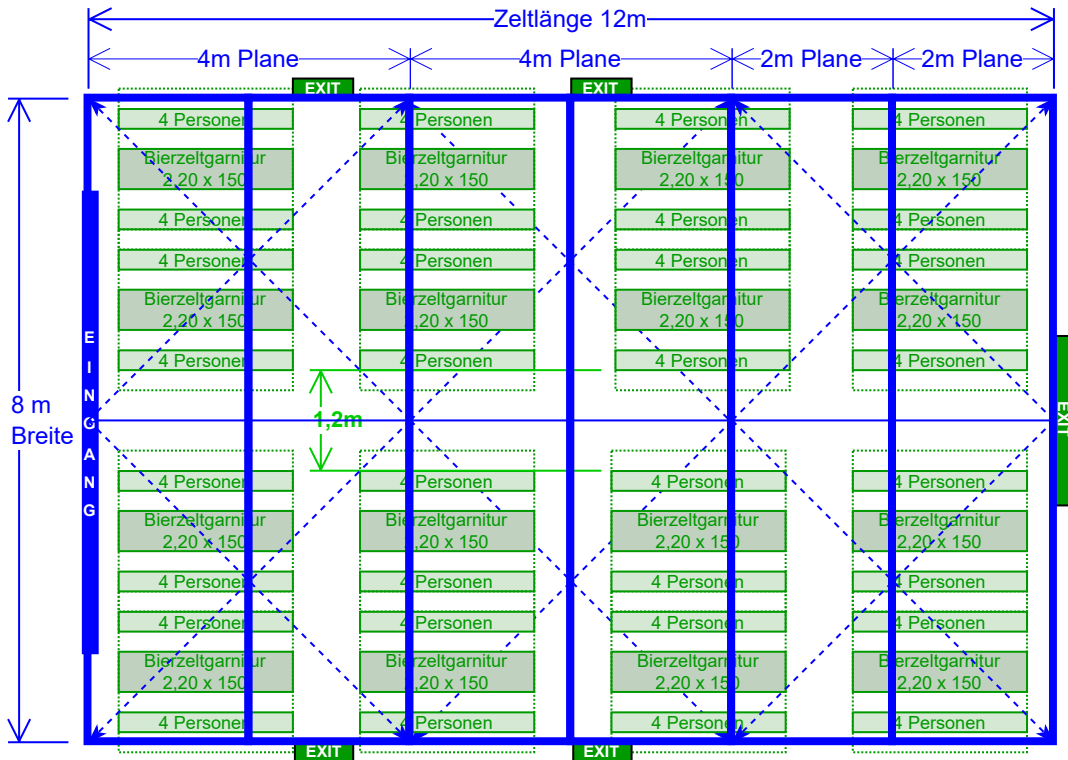 Zeltlänge 12m
4m Plane
4m Plane
2m Plane
2m Plane
EXIT
EXIT
4 Personen
4 Personen
4 Personen
4 Personen
Bierzeltgarnitur
2,20 x 150
Bierzeltgarnitur
2,20 x 150
Bierzeltgarnitur
2,20 x 150
Bierzeltgarnitur
2,20 x 150
4 Personen
4 Personen
4 Personen
4 Personen
4 Personen
4 Personen
4 Personen
4 Personen
Bierzeltgarnitur
2,20 x 150
Bierzeltgarnitur
2,20 x 150
Bierzeltgarnitur
2,20 x 150
Bierzeltgarnitur
2,20 x 150
4 Personen
4 Personen
4 Personen
4 Personen
EINGANG
8 m
Breite
1,2m
EXIT
4 Personen
4 Personen
4 Personen
4 Personen
Bierzeltgarnitur
2,20 x 150
Bierzeltgarnitur
2,20 x 150
Bierzeltgarnitur
2,20 x 150
Bierzeltgarnitur
2,20 x 150
4 Personen
4 Personen
4 Personen
4 Personen
4 Personen
4 Personen
4 Personen
4 Personen
Bierzeltgarnitur
2,20 x 150
Bierzeltgarnitur
2,20 x 150
Bierzeltgarnitur
2,20 x 150
Bierzeltgarnitur
2,20 x 150
4 Personen
4 Personen
4 Personen
4 Personen
EXIT
EXIT